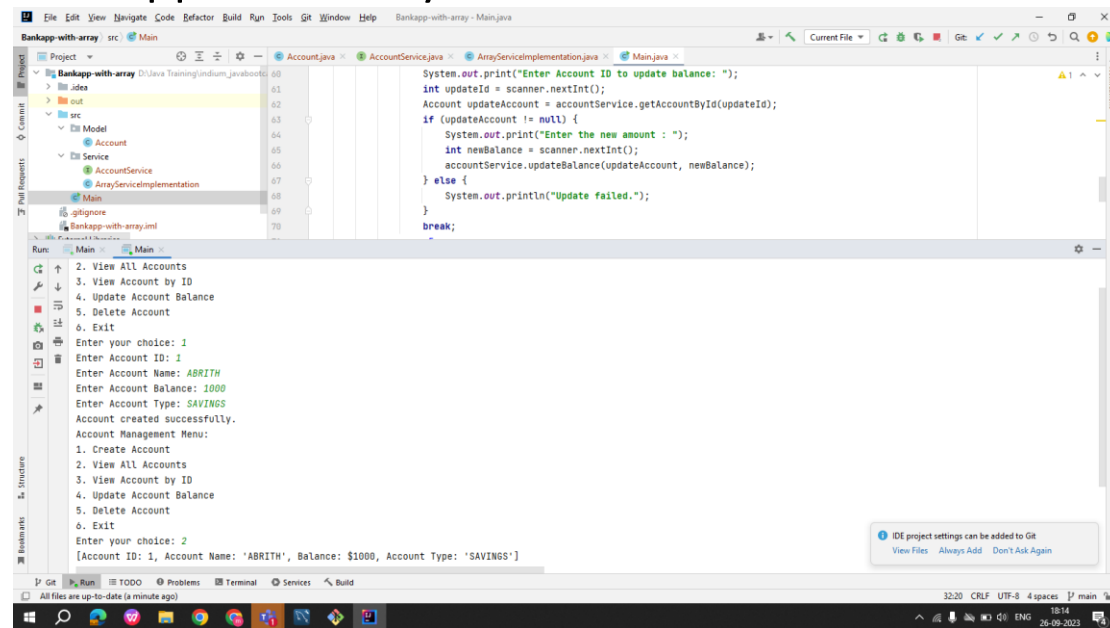 File Edit View Navigate Code Refactor Build Run Tools Git Window Help Bankapp-with-array - Main.java
Bankapp-with-array src Main Current File Git:
Project Account.java AccountService.java ArrayServiceImplementation.java Main.java
Bankapp-with-array D:\Java Training\indium_javabootc
.idea
out
src
Model
Account
Service
AccountService
ArrayServiceImplementation
Main
.gitignore
Bankapp-with-array.iml
60 System.out.print("Enter Account ID to update balance: ");
61 int updateId = scanner.nextInt();
62 Account updateAccount = accountService.getAccountById(updateId);
63 if (updateAccount != null) {
64 System.out.print("Enter the new amount : ");
65 int newBalance = scanner.nextInt();
66 accountService.updateBalance(updateAccount, newBalance);
67 } else {
68 System.out.println("Update failed.");
69 }
70 break;
1
Project
Commit
Pull Requests
Structure
Bookmarks
Run: Main Main
2. View All Accounts
3. View Account by ID
4. Update Account Balance
5. Delete Account
6. Exit
Enter your choice: 1
Enter Account ID: 1
Enter Account Name: ABRITH
Enter Account Balance: 1000
Enter Account Type: SAVINGS
Account created successfully.
Account Management Menu:
1. Create Account
2. View All Accounts
3. View Account by ID
4. Update Account Balance
5. Delete Account
6. Exit
Enter your choice: 2
[Account ID: 1, Account Name: 'ABRITH', Balance: $1000, Account Type: 'SAVINGS']
IDE project settings can be added to Git
View Files Always Add Don't Ask Again
Git Run TODO Problems Terminal Services Build
All files are up-to-date (a minute ago) 32:20 CRLF UTF-8 4 spaces main
ENG 18:14
26-09-2023